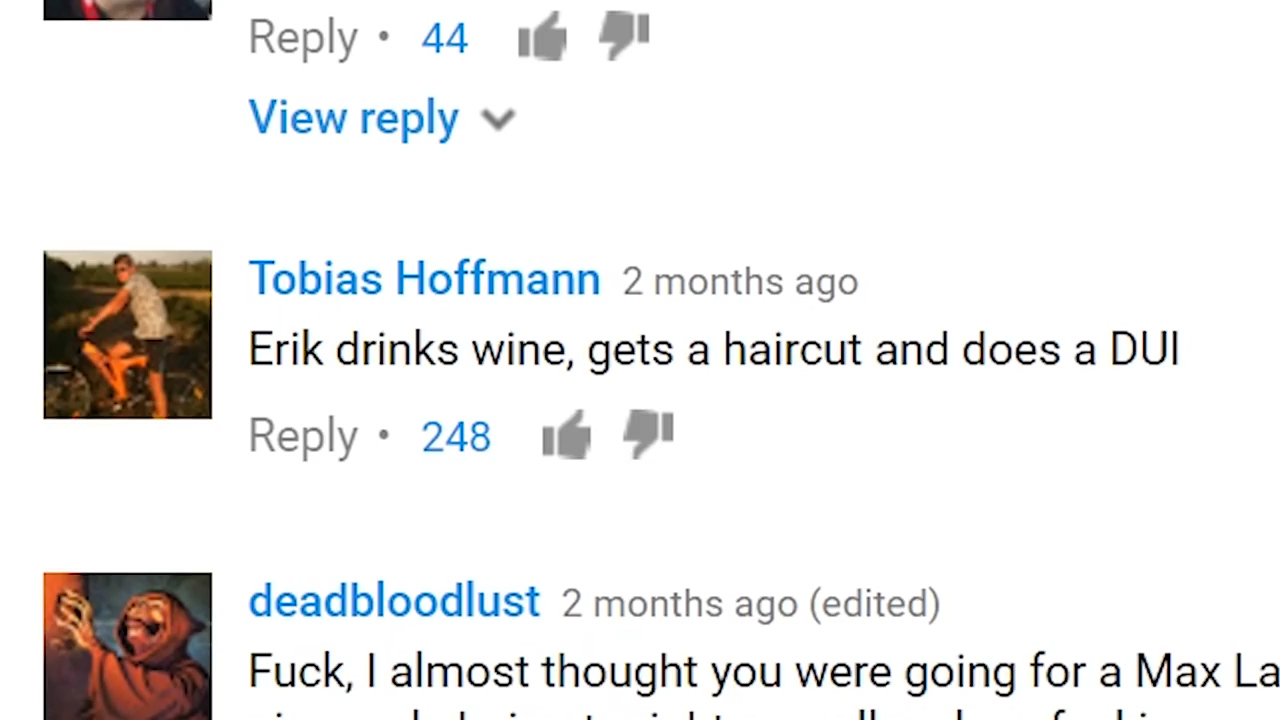 Reply • 44
View reply
Tobias Hoffmann 2 months ago
Erik drinks wine, gets a haircut and does a DUI
Reply • 248
deadbloodlust 2 months ago (edited)
Fuck, I almost thought you were going for a Max La